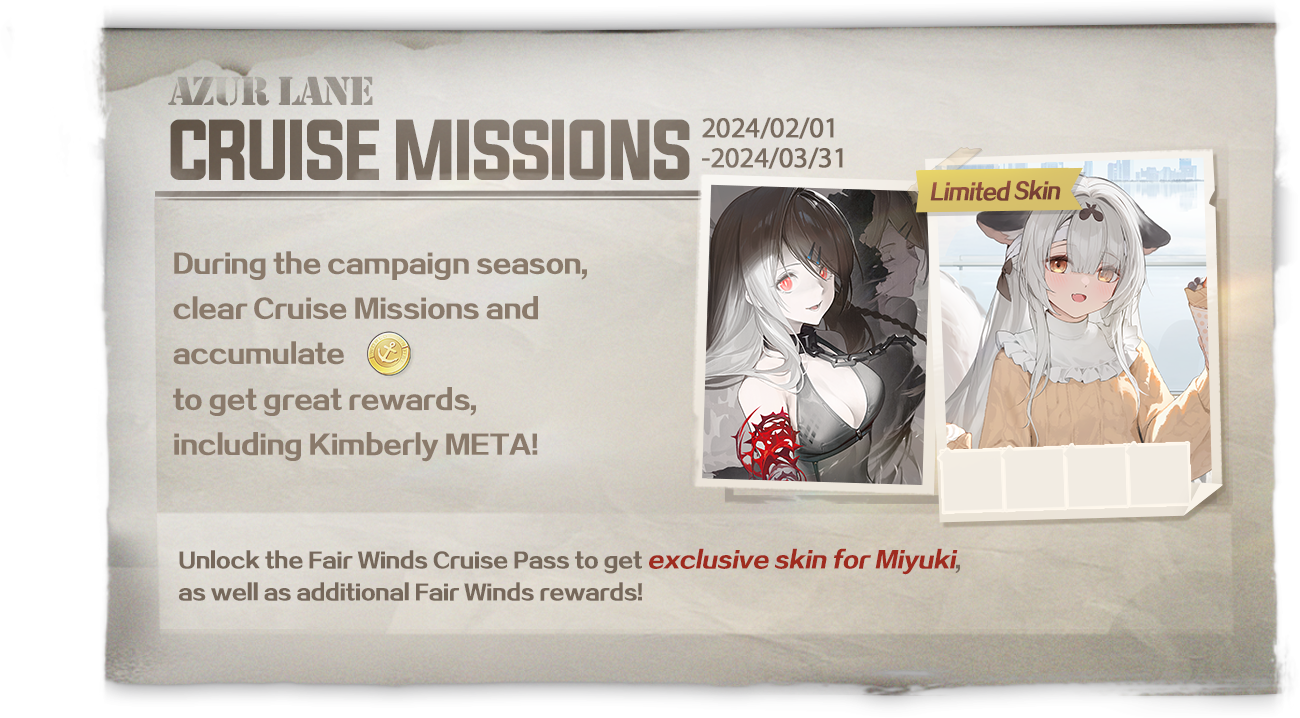 AZUR LANE
CRUISE MISSIONS
2024/02/01
-2024/03/31
Limited Skin
During the campaign season,
clear Cruise Missions and
accumulate
to get great rewards,
including Kimberly META!
Unlock the Fair Winds Cruise Pass to get exclusive skin for Miyuki,
as well as additional Fair Winds rewards!